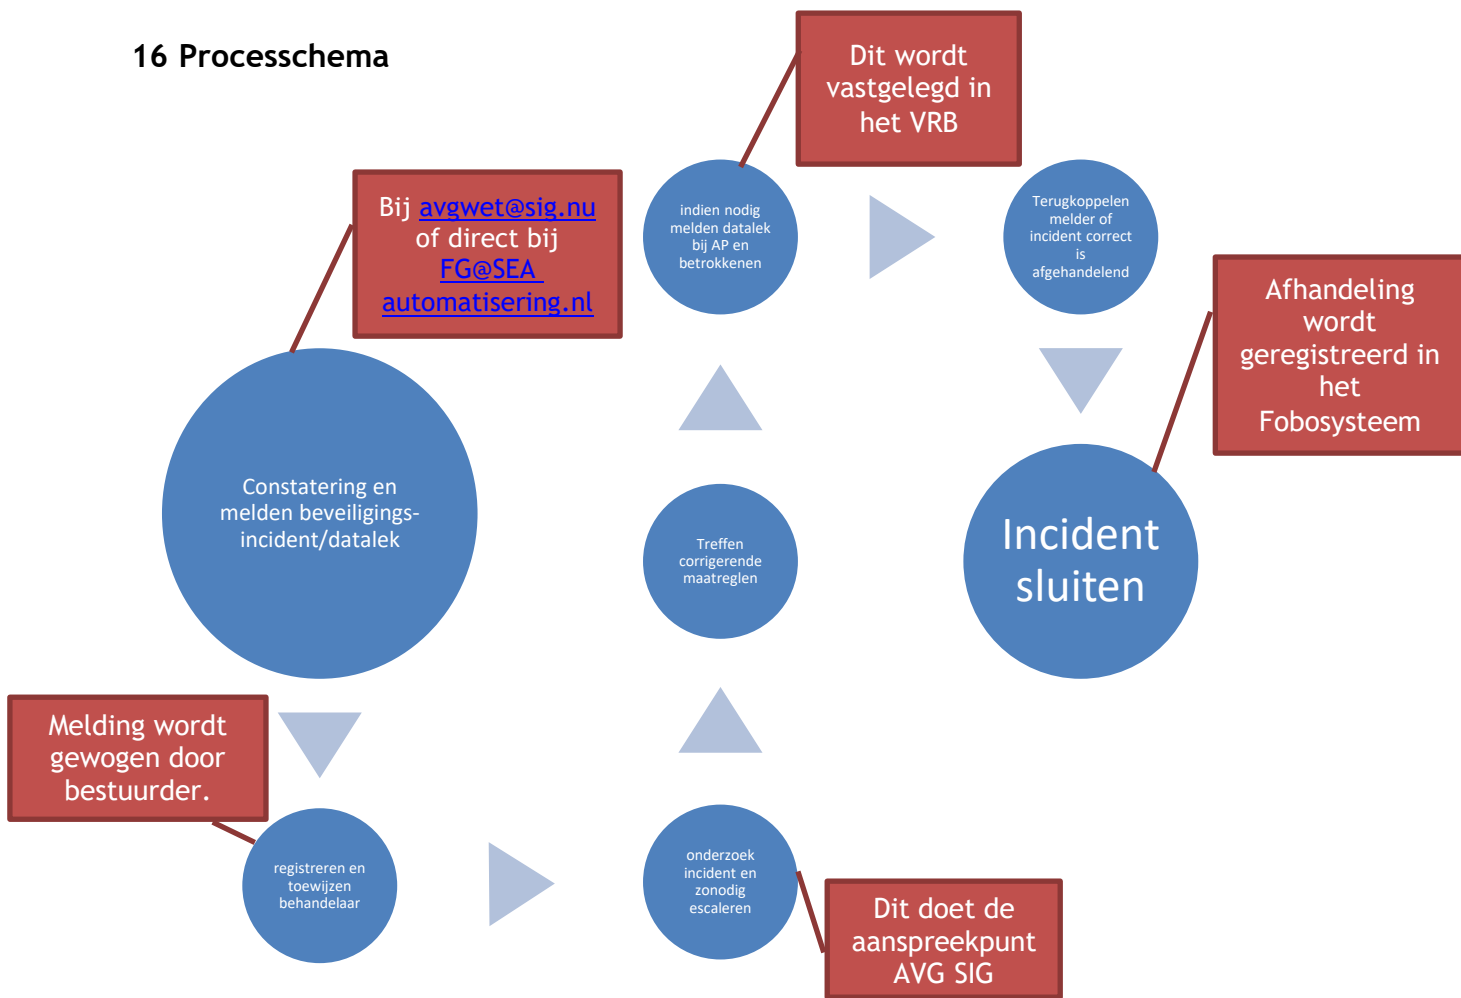 16 Processchema
Bij avgwet@sig.nu
of direct bij
FG@SEA
automatisering.nl
Constatering en
melden beveiligings-
incident/datalek
Melding wordt
gewogen door
bestuurder.
registreren en
toewijzen
behandelaar
onderzoek
incident en
zonodig
escaleren
Dit doet de
aanspreekpunt
AVG SIG
Treffen
corrigerende
maatreglen
indien nodig
melden datalek
bij AP en
betrokkenen
Dit wordt
vastgelegd in
het VRB
Terugkoppelen
melder of
incident correct
is
afgehandelend
Incident
sluiten
Afhandeling
wordt
geregistreerd in
het
Fobosysteem